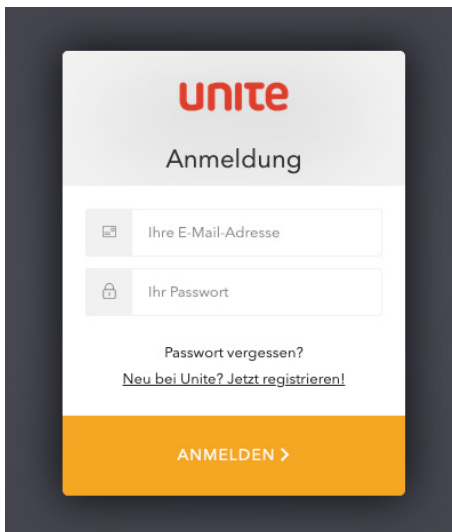 unite
Anmeldung
Ihre E-Mail-Adresse
Ihr Passwort
Passwort vergessen?
Neu bei Unite? Jetzt registrieren!
ANMELDEN >